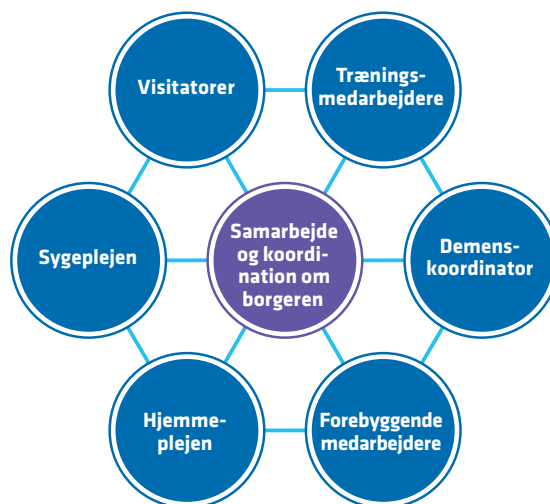 Visitatorer
Trænings-
medarbejdere
Sygeplejen
Samarbejde
og koordi-
nation om
borgeren
Demens-
koordinator
Hjemme-
plejen
Forebyggende
medarbejdere